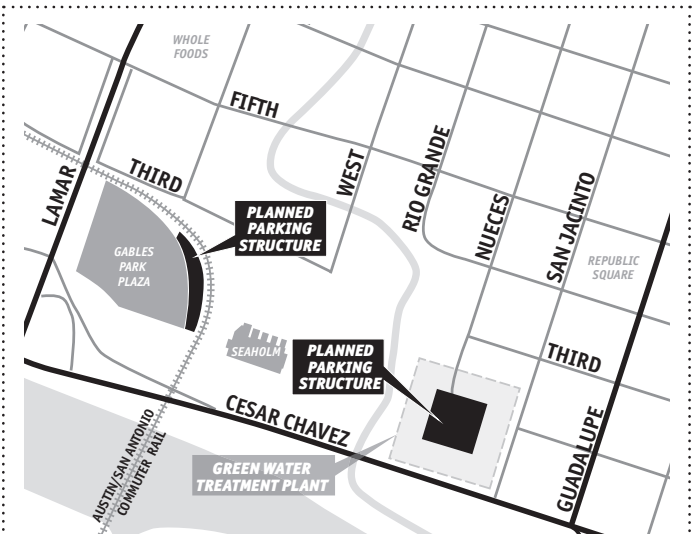 WHOLE
FOODS
FIFTH
LAMAR
THIRD
WEST
RIO GRANDE
NUECES
SAN JACINTO
PLANNED
PARKING
STRUCTURE
GABLES
PARK
PLAZA
REPUBLIC
SQUARE
SEAHOLM
PLANNED
PARKING
STRUCTURE
THIRD
CESAR CHAVEZ
GUADALUPE
AUSTIN/SAN ANTONIO
COMMUTER RAIL
GREEN WATER
TREATMENT PLANT